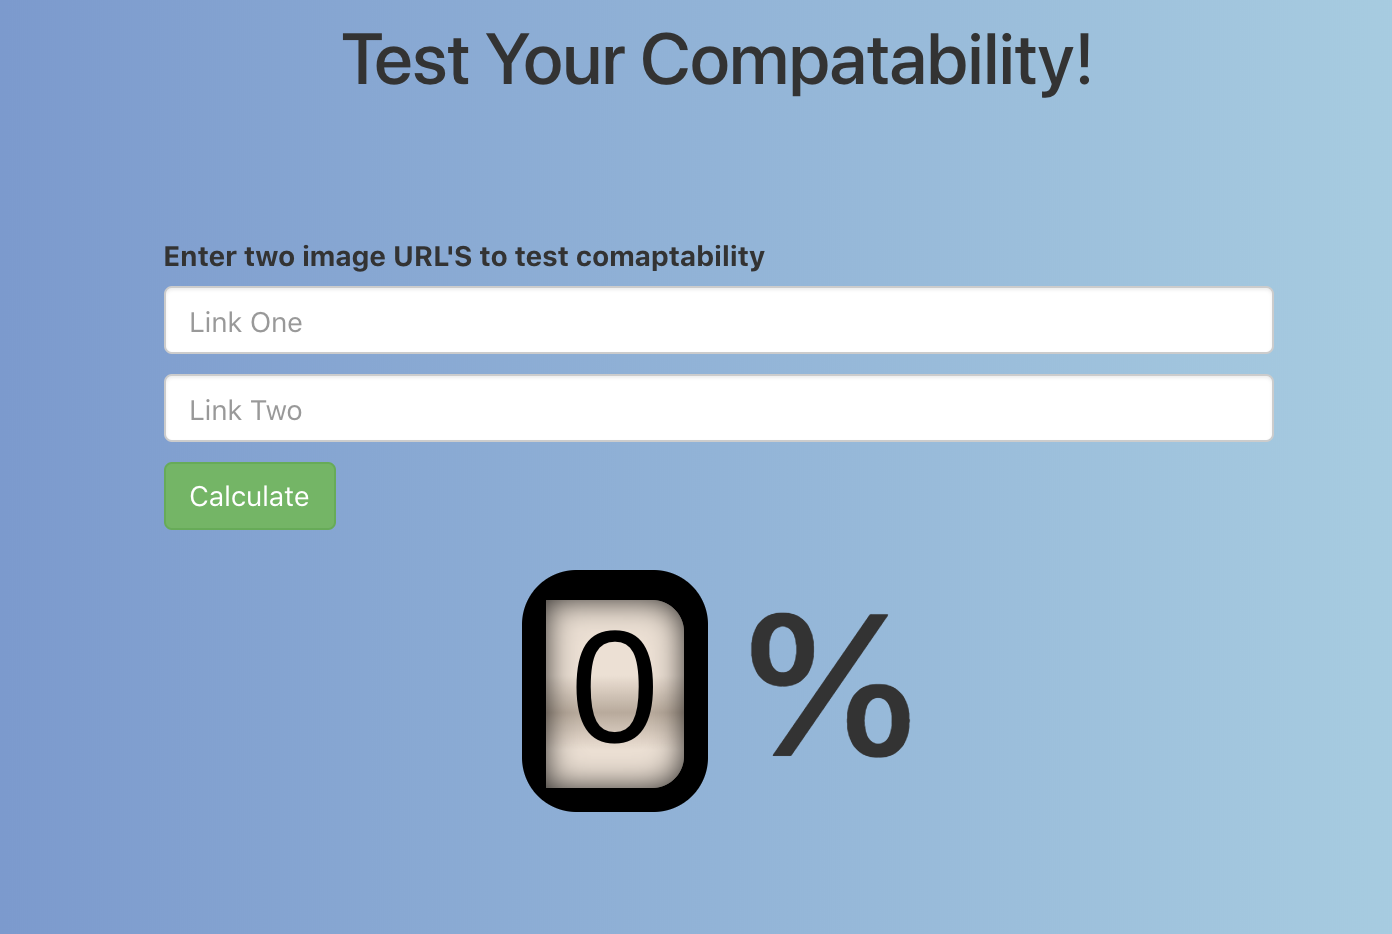 Test Your Compatability!
Enter two image URL'S to test comaptability
Link One
Link Two
Calculate
0 %